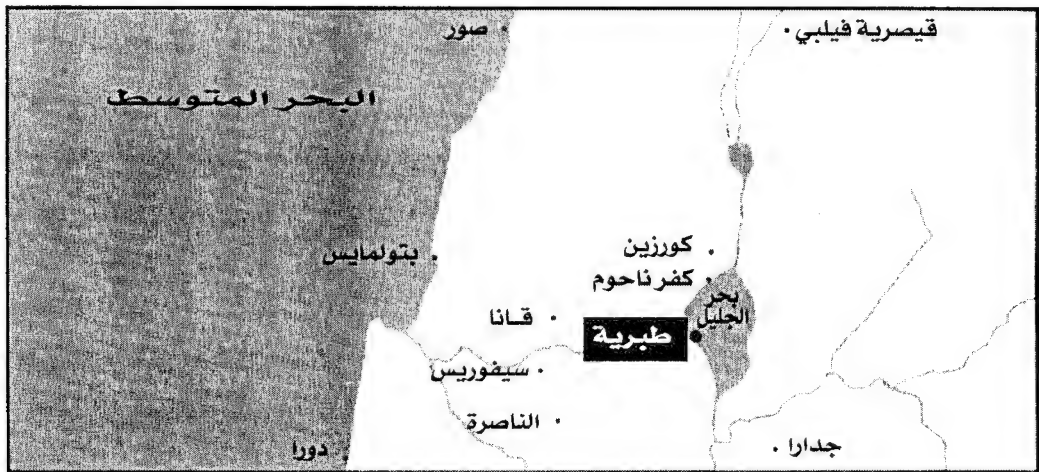 صور
قيصرية فيلبي
البحر المتوسط
كورزين
بتولمايس
كفرناحوم
بحر
الجليل
قانا
طبرية
سيفوريس
الناصرة
جدارا
دورا